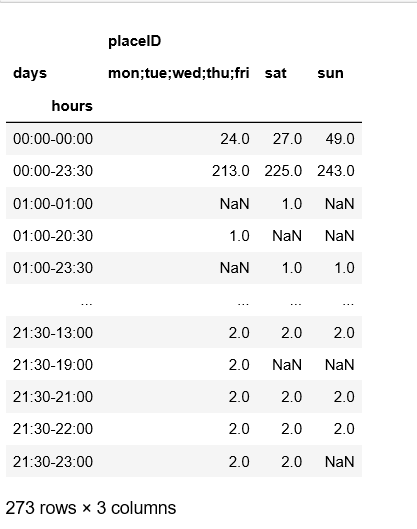 placeID
days mon;tue;wed;thu;fri sat sun
hours
00:00-00:00 24.0 27.0 49.0
00:00-23:30 213.0 225.0 243.0
01:00-01:00 NaN 1.0 NaN
01:00-20:30 1.0 NaN NaN
01:00-23:30 NaN 1.0 1.0
... ... ... ...
21:30-13:00 2.0 2.0 2.0
21:30-19:00 2.0 NaN NaN
21:30-21:00 2.0 2.0 2.0
21:30-22:00 2.0 2.0 2.0
21:30-23:00 2.0 2.0 NaN
273 rows × 3 columns